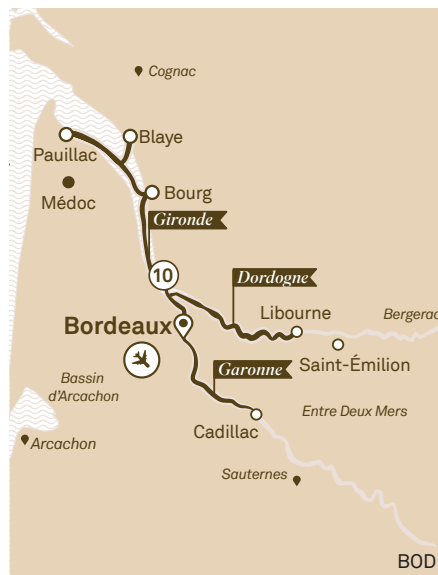 Cognac
Blaye
Pauillac
Médoc
Bourg
Gironde
10
Dordogne
Libourne
Bergerac
Bordeaux
Saint-Émilion
Garonne
Bassin
d'Arcachon
Entre Deux Mers
Cadillac
Arcachon
Sauternes
BOD